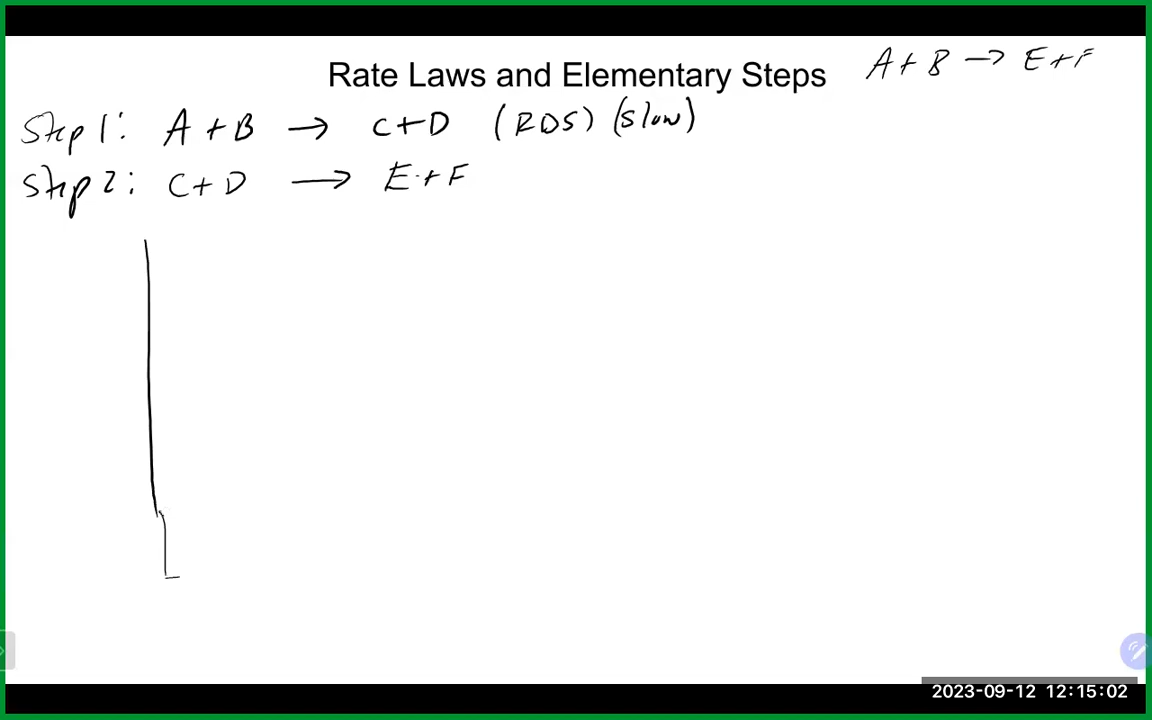 Rate Laws and Elementary Steps
A + B → E + F
Step 1: A + B → C + D (RDS) (slow)
Step 2: C + D → E + F
2023-09-12 12:15:02